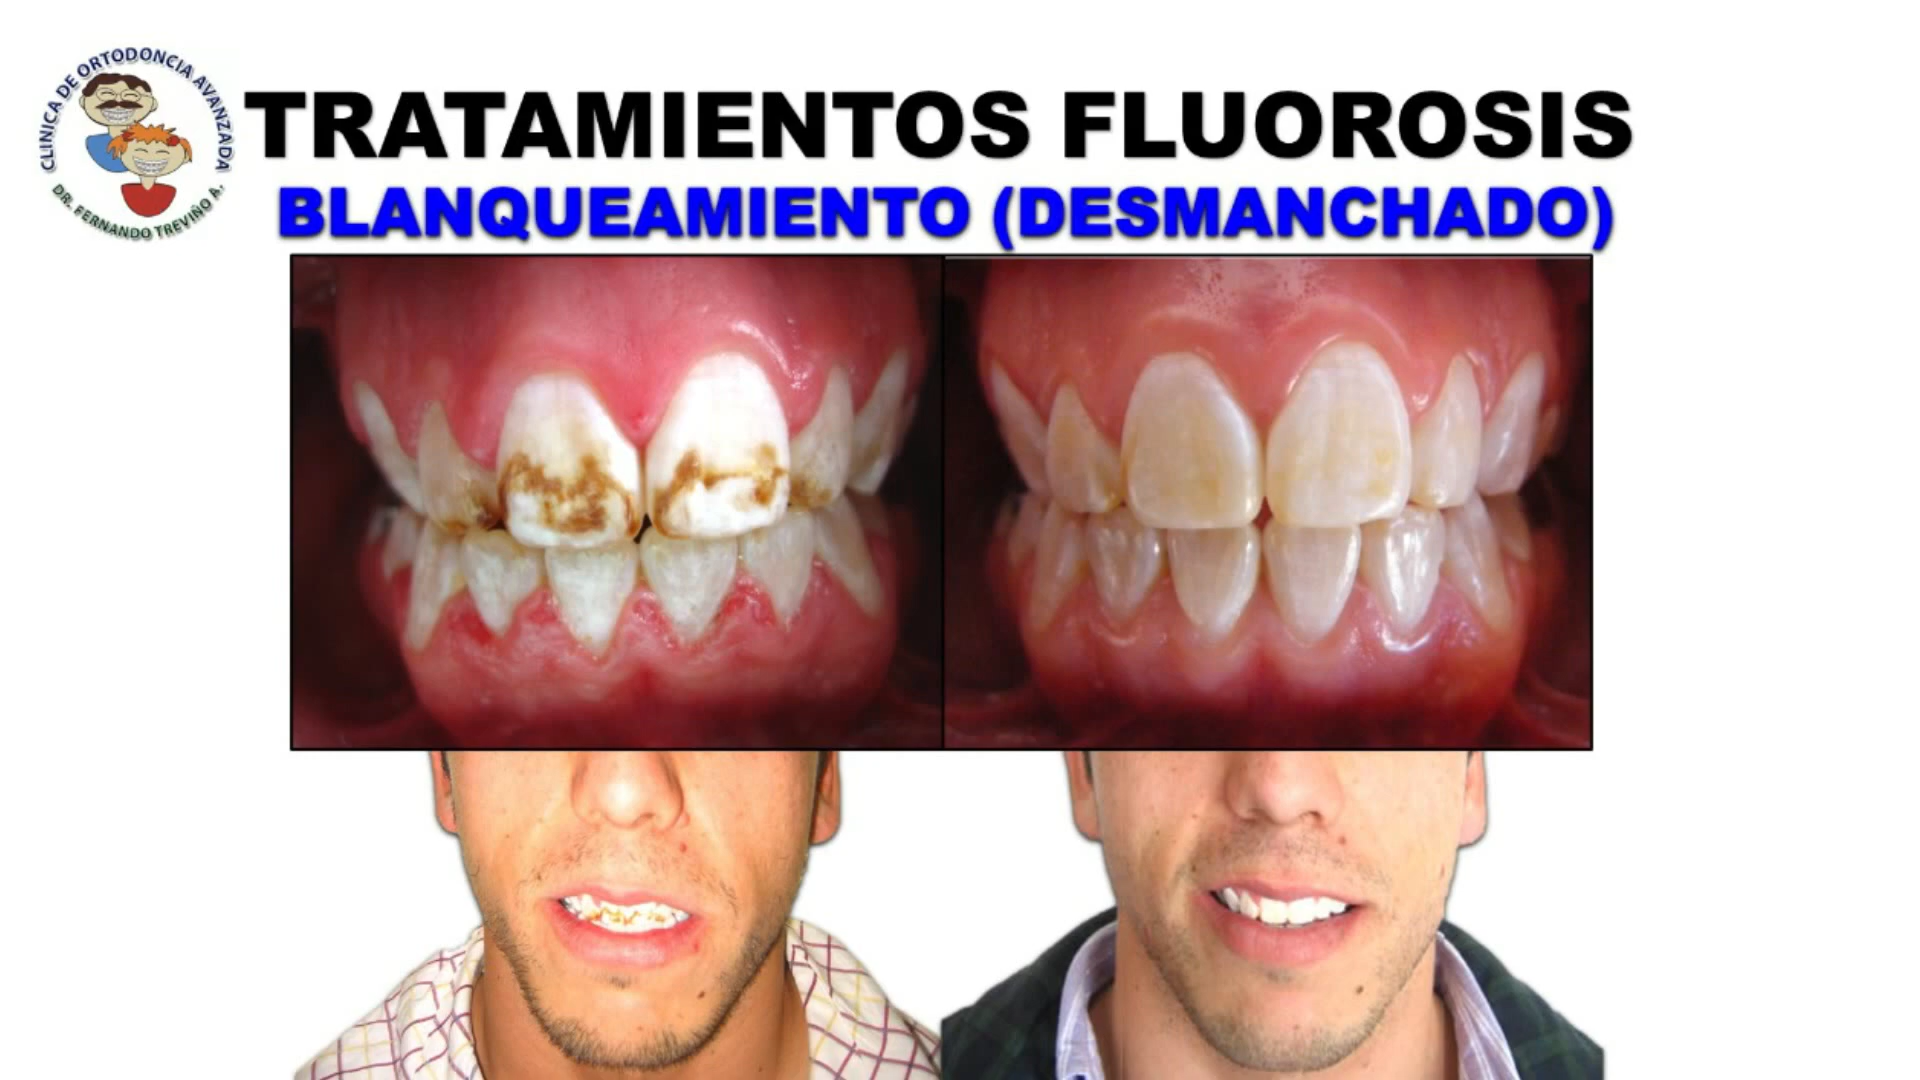 CLINICA DE ORTODONCIA AVANZADA
DR. FERNANDO TREVIÑO A.
TRATAMIENTOS FLUOROSIS
BLANQUEAMIENTO (DESMANCHADO)